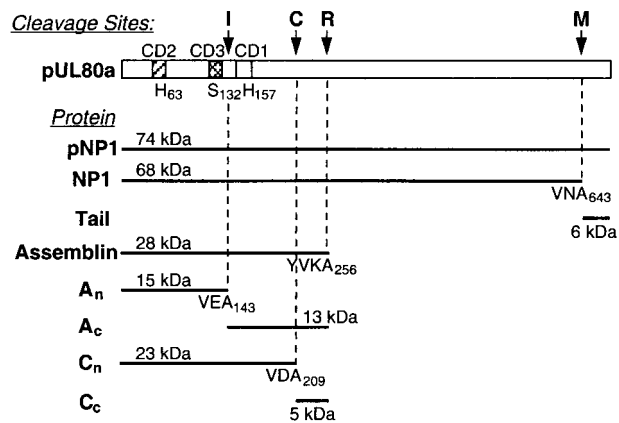 Cleavage Sites: I C R M
CD2 CD3 CD1
pUL80a
H63 S132 H157
Protein
pNP1 74 kDa
NP1 68 kDa
VNA643
Tail
6 kDa
Assemblin 28 kDa
YVKA256
An 15 kDa
VEA143
Ac 13 kDa
Cn 23 kDa
VDA209
Cc
5 kDa